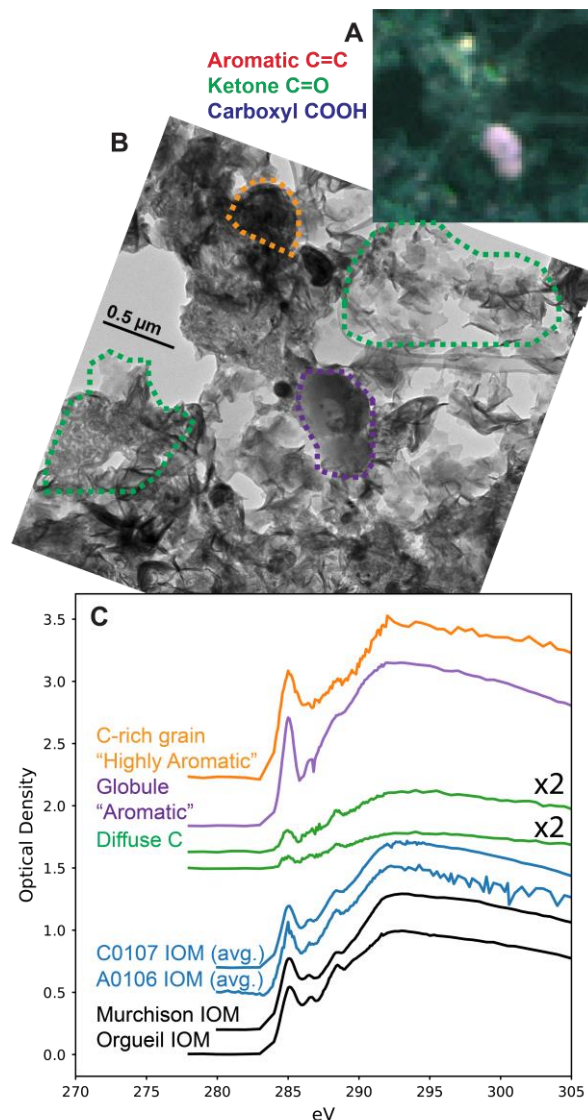 A
Aromatic C=C
Ketone C=O
Carboxyl COOH
B
0.5 µm
C
C-rich grain
“Highly Aromatic”
Globule
“Aromatic”
Diffuse C
x2
x2
C0107 IOM (avg.)
A0106 IOM (avg.)
Murchison IOM
Orgueil IOM
Optical Density
3.5
3.0
2.5
2.0
1.5
1.0
0.5
0.0
270 275 280 285 290 295 300 305
eV